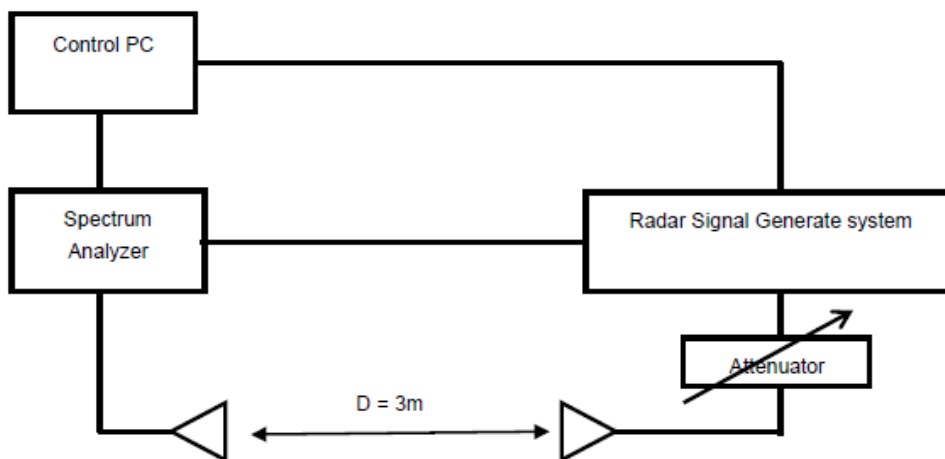 Control PC
Spectrum
Analyzer
Radar Signal Generate system
Attenuator
D = 3m